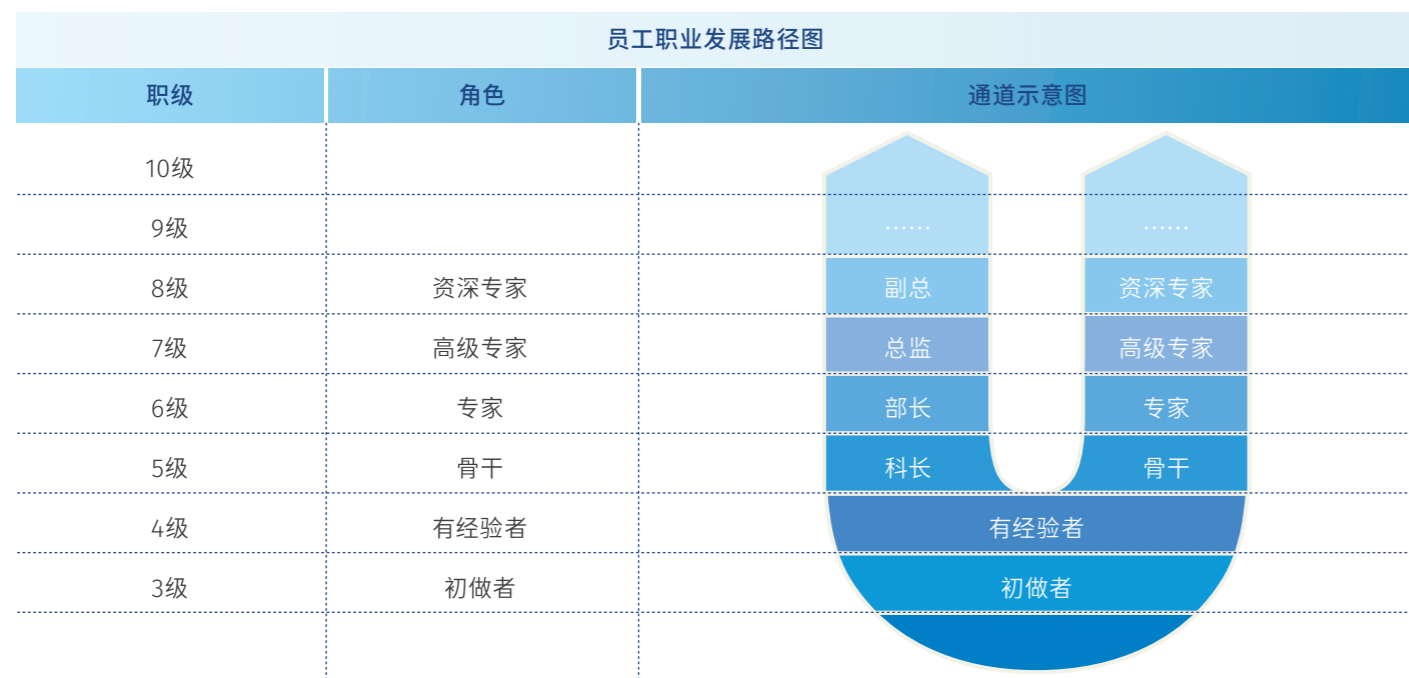 员工职业发展路径图
职级 角色 通道示意图
10级
9级 …… ……
8级 资深专家 副总 资深专家
7级 高级专家 总监 高级专家
6级 专家 部长 专家
5级 骨干 科长 骨干
4级 有经验者 有经验者
3级 初做者 初做者